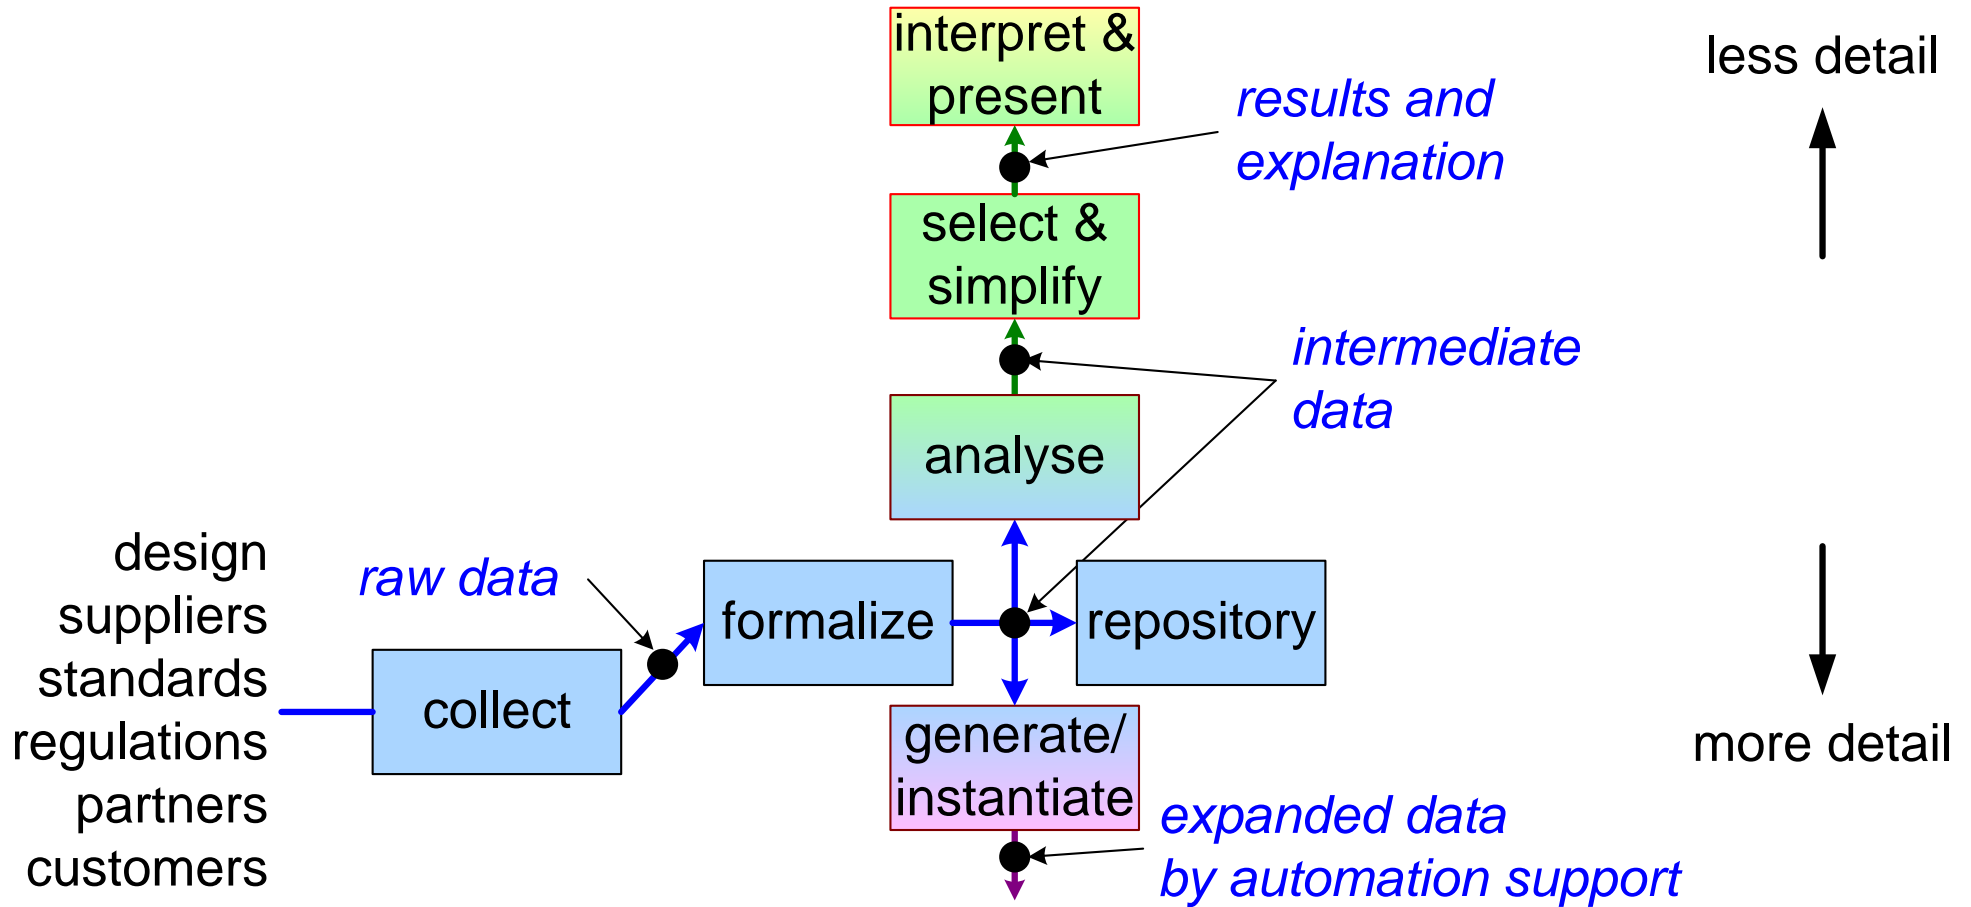 interpret &
present
less detail
results and
explanation
select &
simplify
intermediate
data
analyse
design
suppliers
standards
regulations
partners
customers
raw data
formalize
repository
collect
generate/
instantiate
more detail
expanded data
by automation support